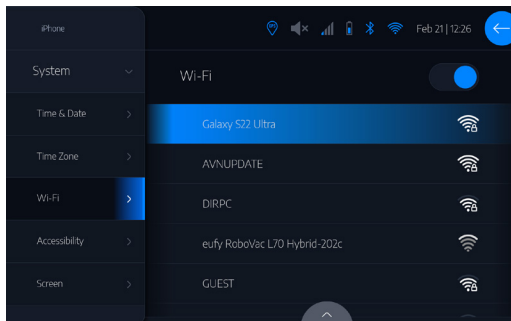 iPhone
Feb 21 | 12:26
System
Wi-Fi
Time & Date
Galaxy S22 Ultra
Time Zone
AVNUPDATE
Wi-Fi
DIRPC
Accessibility
eufy RoboVac L70 Hybrid-202c
Screen
GUEST